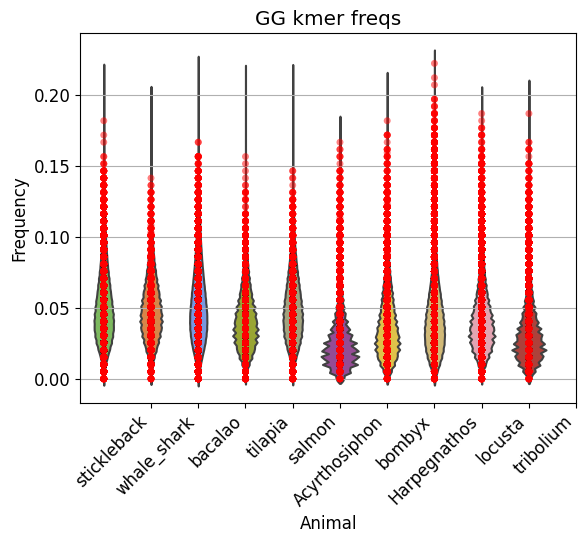 GG kmer freqs
Frequency
0.20
0.15
0.10
0.05
0.00
stickleback
whale_shark
bacalao
tilapia
salmon
Acyrthosiphon
bombyx
Harpegnathos
locusta
tribolium
Animal